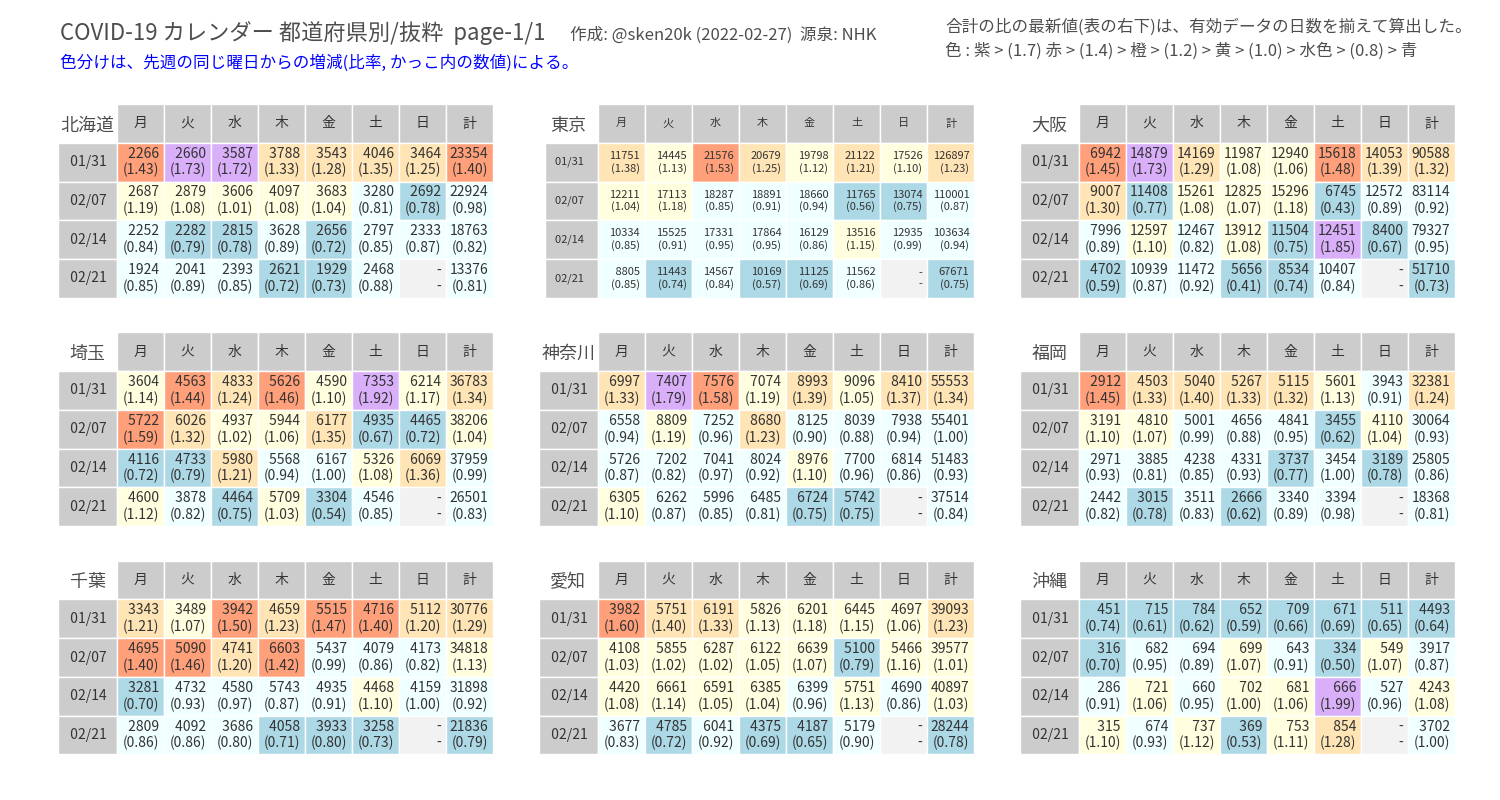 COVID-19 カレンダー 都道府県別/抜粋 page-1/1 作成: @sken20k (2022-02-27) 源泉: NHK
色分けは、先週の同じ曜日からの増減(比率, かっこ内の数値)による。
合計の比の最新値(表の右下)は、有効データの日数を揃えて算出した。
色 : 紫 > (1.7) 赤 > (1.4) > 橙 > (1.2) > 黄 > (1.0) > 水色 > (0.8) > 青
北海道 月 火 水 木 金 土 日 計
01/31 2266 2660 3587 3788 3543 4046 3464 23354
(1.43) (1.73) (1.72) (1.33) (1.28) (1.35) (1.25) (1.40)
02/07 2687 2879 3606 4097 3683 3280 2692 22924
(1.19) (1.08) (1.01) (1.08) (1.04) (0.81) (0.78) (0.98)
02/14 2252 2282 2815 3628 2656 2797 2333 18763
(0.84) (0.79) (0.78) (0.89) (0.72) (0.85) (0.87) (0.82)
02/21 1924 2041 2393 2621 1929 2468 - 13376
(0.85) (0.89) (0.85) (0.72) (0.73) (0.88) - (0.81)
東京 月 火 水 木 金 土 日 計
01/31 11751 14445 21576 20679 19798 21122 17526 126897
(1.38) (1.13) (1.53) (1.25) (1.12) (1.21) (1.10) (1.23)
02/07 12211 17113 18287 18891 18660 11765 13074 110001
(1.04) (1.18) (0.85) (0.91) (0.94) (0.56) (0.75) (0.87)
02/14 10334 15525 17331 17864 16129 13516 12935 103634
(0.85) (0.91) (0.95) (0.95) (0.86) (1.15) (0.99) (0.94)
02/21 8805 11443 14567 10169 11125 11562 - 67671
(0.85) (0.74) (0.84) (0.57) (0.69) (0.86) - (0.75)
大阪 月 火 水 木 金 土 日 計
01/31 6942 14879 14169 11987 12940 15618 14053 90588
(1.45) (1.73) (1.29) (1.08) (1.06) (1.48) (1.39) (1.32)
02/07 9007 11408 15261 12825 15296 6745 12572 83114
(1.30) (0.77) (1.08) (1.07) (1.18) (0.43) (0.89) (0.92)
02/14 7996 12597 12467 13912 11504 12451 8400 79327
(0.89) (1.10) (0.82) (1.08) (0.75) (1.85) (0.67) (0.95)
02/21 4702 10939 11472 5656 8534 10407 - 51710
(0.59) (0.87) (0.92) (0.41) (0.74) (0.84) - (0.73)
埼玉 月 火 水 木 金 土 日 計
01/31 3604 4563 4833 5626 4590 7353 6214 36783
(1.14) (1.44) (1.24) (1.46) (1.10) (1.92) (1.17) (1.34)
02/07 5722 6026 4937 5944 6177 4935 4465 38206
(1.59) (1.32) (1.02) (1.06) (1.35) (0.67) (0.72) (1.04)
02/14 4116 4733 5980 5568 6167 5326 6069 37959
(0.72) (0.79) (1.21) (0.94) (1.00) (1.08) (1.36) (0.99)
02/21 4600 3878 4464 5709 3304 4546 - 26501
(1.12) (0.82) (0.75) (1.03) (0.54) (0.85) - (0.83)
神奈川 月 火 水 木 金 土 日 計
01/31 6997 7407 7576 7074 8993 9096 8410 55553
(1.33) (1.79) (1.58) (1.19) (1.39) (1.05) (1.37) (1.34)
02/07 6558 8809 7252 8680 8125 8039 7938 55401
(0.94) (1.19) (0.96) (1.23) (0.90) (0.88) (0.94) (1.00)
02/14 5726 7202 7041 8024 8976 7700 6814 51483
(0.87) (0.82) (0.97) (0.92) (1.10) (0.96) (0.86) (0.93)
02/21 6305 6262 5996 6485 6724 5742 - 37514
(1.10) (0.87) (0.85) (0.81) (0.75) (0.75) - (0.84)
福岡 月 火 水 木 金 土 日 計
01/31 2912 4503 5040 5267 5115 5601 3943 32381
(1.45) (1.33) (1.40) (1.33) (1.32) (1.13) (0.91) (1.24)
02/07 3191 4810 5001 4656 4841 3455 4110 30064
(1.10) (1.07) (0.99) (0.88) (0.95) (0.62) (1.04) (0.93)
02/14 2971 3885 4238 4331 3737 3454 3189 25805
(0.93) (0.81) (0.85) (0.93) (0.77) (1.00) (0.78) (0.86)
02/21 2442 3015 3511 2666 3340 3394 - 18368
(0.82) (0.78) (0.83) (0.62) (0.89) (0.98) - (0.81)
千葉 月 火 水 木 金 土 日 計
01/31 3343 3489 3942 4659 5515 4716 5112 30776
(1.21) (1.07) (1.50) (1.23) (1.47) (1.40) (1.20) (1.29)
02/07 4695 5090 4741 6603 5437 4079 4173 34818
(1.40) (1.46) (1.20) (1.42) (0.99) (0.86) (0.82) (1.13)
02/14 3281 4732 4580 5743 4935 4468 4159 31898
(0.70) (0.93) (0.97) (0.87) (0.91) (1.10) (1.00) (0.92)
02/21 2809 4092 3686 4058 3933 3258 - 21836
(0.86) (0.86) (0.80) (0.71) (0.80) (0.73) - (0.79)
愛知 月 火 水 木 金 土 日 計
01/31 3982 5751 6191 5826 6201 6445 4697 39093
(1.60) (1.40) (1.33) (1.13) (1.18) (1.15) (1.06) (1.23)
02/07 4108 5855 6287 6122 6639 5100 5466 39577
(1.03) (1.02) (1.02) (1.05) (1.07) (0.79) (1.16) (1.01)
02/14 4420 6661 6591 6385 6399 5751 4690 40897
(1.08) (1.14) (1.05) (1.04) (0.96) (1.13) (0.86) (1.03)
02/21 3677 4785 6041 4375 4187 5179 - 28244
(0.83) (0.72) (0.92) (0.69) (0.65) (0.90) - (0.78)
沖縄 月 火 水 木 金 土 日 計
01/31 451 715 784 652 709 671 511 4493
(0.74) (0.61) (0.62) (0.59) (0.66) (0.69) (0.65) (0.64)
02/07 316 682 694 699 643 334 549 3917
(0.70) (0.95) (0.89) (1.07) (0.91) (0.50) (1.07) (0.87)
02/14 286 721 660 702 681 666 527 4243
(0.91) (1.06) (0.95) (1.00) (1.06) (1.99) (0.96) (1.08)
02/21 315 674 737 369 753 854 - 3702
(1.10) (0.93) (1.12) (0.53) (1.11) (1.28) - (1.00)